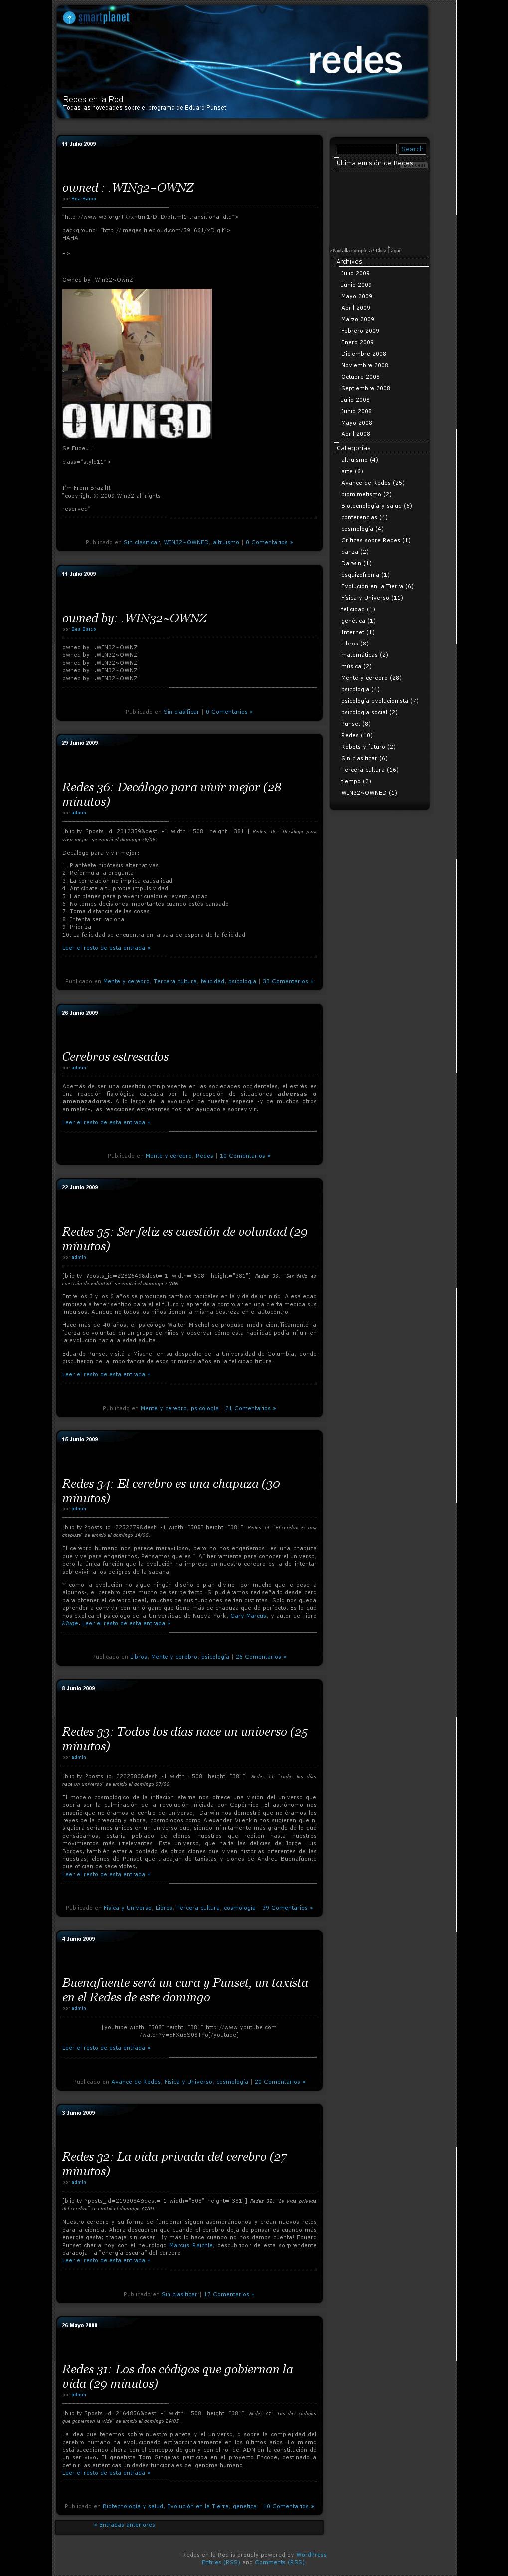 smartplanet
redes
Redes en la Red
Todas las novedades sobre el programa de Eduard Punset
11 Julio 2009
owned : .WIN32~OWNZ
por Bea Basco
"http://www.w3.org/TR/xhtml1/DTD/xhtml1-transitional.dtd">
background="http://images.filecloud.com/591661/xD.gif">
HAHA
–>
Owned by .Win32~OwnZ
OWN3D
Se Fudeu!!
class="style11">
I'm From Brazil!!
"copyright © 2009 Win32 all rights
reserved"
Publicado en Sin clasificar, WIN32~OWNED, altruismo | 0 Comentarios »
11 Julio 2009
owned by: .WIN32~OWNZ
por Bea Basco
owned by: .WIN32~OWNZ
owned by: .WIN32~OWNZ
owned by: .WIN32~OWNZ
owned by: .WIN32~OWNZ
owned by: .WIN32~OWNZ
Publicado en Sin clasificar | 0 Comentarios »
29 Junio 2009
Redes 36: Decálogo para vivir mejor (28
minutos)
por admin
[blip.tv ?posts_id=2312359&dest=-1 width="508" height="381"] Redes 36: "Decálogo para
vivir mejor" se emitió el domingo 28/06.
Decálogo para vivir mejor:
1. Plantéate hipótesis alternativas
2. Reformula la pregunta
3. La correlación no implica causalidad
4. Anticípate a tu propia impulsividad
5. Haz planes para prevenir cualquier eventualidad
6. No tomes decisiones importantes cuando estés cansado
7. Toma distancia de las cosas
8. Intenta ser racional
9. Prioriza
10. La felicidad se encuentra en la sala de espera de la felicidad
Leer el resto de esta entrada »
Publicado en Mente y cerebro, Tercera cultura, felicidad, psicología | 33 Comentarios »
26 Junio 2009
Cerebros estresados
por admin
Además de ser una cuestión omnipresente en las sociedades occidentales, el estrés es
una reacción fisiológica causada por la percepción de situaciones adversas o
amenazadoras. A lo largo de la evolución de nuestra especie -y de muchos otros
animales-, las reacciones estresantes nos han ayudado a sobrevivir.
Leer el resto de esta entrada »
Publicado en Mente y cerebro, Redes | 10 Comentarios »
22 Junio 2009
Redes 35: Ser feliz es cuestión de voluntad (29
minutos)
por admin
[blip.tv ?posts_id=2282649&dest=-1 width="508" height="381"] Redes 35: "Ser feliz es
cuestión de voluntad" se emitió el domingo 21/06.
Entre los 3 y los 6 años se producen cambios radicales en la vida de un niño. A esa edad
empieza a tener sentido para él el futuro y aprende a controlar en una cierta medida sus
impulsos. Aunque no todos los niños tienen la misma destreza en el autocontrol.
Hace más de 40 años, el psicólogo Walter Mischel se propuso medir científicamente la
fuerza de voluntad en un grupo de niños y observar cómo esta habilidad podía influir en
la evolución hacia la edad adulta.
Eduardo Punset visitó a Mischel en su despacho de la Universidad de Columbia, donde
discutieron de la importancia de esos primeros años en la felicidad futura.
Leer el resto de esta entrada »
Publicado en Mente y cerebro, psicología | 21 Comentarios »
15 Junio 2009
Redes 34: El cerebro es una chapuza (30
minutos)
por admin
[blip.tv ?posts_id=2252279&dest=-1 width="508" height="381"] Redes 34: "El cerebro es una
chapuza" se emitió el domingo 14/06.
El cerebro humano nos parece maravilloso, pero no nos engañemos: es una chapuza
que vive para engañarnos. Pensamos que es "LA" herramienta para conocer el universo,
pero la única función que la evolución ha impreso en nuestro cerebro es la de intentar
sobrevivir a los peligros de la sabana.
Y como la evolución no sigue ningún diseño o plan divino -por mucho que le pese a
algunos-, el cerebro dista mucho de ser perfecto. Si pudiéramos rediseñarlo desde cero
para obtener el cerebro ideal, muchas de sus funciones serían distintas. Solo nos queda
aprender a convivir con un órgano que tiene más de chapuza que de perfecto. Es lo que
nos explica el psicólogo de la Universidad de Nueva York, Gary Marcus, y autor del libro
Kluge. Leer el resto de esta entrada »
Publicado en Libros, Mente y cerebro, psicología | 26 Comentarios »
8 Junio 2009
Redes 33: Todos los días nace un universo (25
minutos)
por admin
[blip.tv ?posts_id=2222580&dest=-1 width="508" height="381"] Redes 33: "Todos los días
nace un universo" se emitió el domingo 07/06.
El modelo cosmológico de la inflación eterna nos ofrece una visión del universo que
podría ser la culminación de la revolución iniciada por Copérnico. El astrónomo nos
enseñó que no éramos el centro del universo, Darwin nos demostró que no éramos los
reyes de la creación y ahora, cosmólogos como Alexander Vilenkin nos sugieren que ni
siquiera seríamos únicos en un universo que, siendo infinitamente más grande de lo que
pensábamos, estaría poblado de clones nuestros que repiten hasta nuestros
movimientos más irrelevantes. Este universo, que haría las delicias de Jorge Luis
Borges, también estaría poblado de otros clones que viven historias diferentes de las
nuestras, clones de Punset que trabajan de taxistas y clones de Andreu Buenafuente
que ofician de sacerdotes.
Leer el resto de esta entrada »
Publicado en Física y Universo, Libros, Tercera cultura, cosmología | 39 Comentarios »
4 Junio 2009
Buenafuente será un cura y Punset, un taxista
en el Redes de este domingo
por admin
[youtube width="508" height="381"]http://www.youtube.com
/watch?v=5FXu5S08TYo[/youtube]
Leer el resto de esta entrada »
Publicado en Avance de Redes, Física y Universo, cosmología | 20 Comentarios »
3 Junio 2009
Redes 32: La vida privada del cerebro (27
minutos)
por admin
[blip.tv ?posts_id=2193084&dest=-1 width="508" height="381"] Redes 32: "La vida privada
del cerebro" se emitió el domingo 31/05.
Nuestro cerebro y su forma de funcionar siguen asombrándonos y crean nuevos retos
para la ciencia. Ahora descubren que cuando el cerebro deja de pensar es cuando más
energía gasta; trabaja sin cesar.. ¡y más lo hace cuando no nos damos cuenta! Eduard
Punset charla hoy con el neurólogo Marcus Raichle, descubridor de esta sorprendente
paradoja: la "energía oscura" del cerebro.
Leer el resto de esta entrada »
Publicado en Sin clasificar | 17 Comentarios »
26 Mayo 2009
Redes 31: Los dos códigos que gobiernan la
vida (29 minutos)
por admin
[blip.tv ?posts_id=2164856&dest=-1 width="508" height="381"] Redes 31: "Los dos códigos
que gobiernan la vida" se emitió el domingo 24/05.
La idea que tenemos sobre nuestro planeta y el universo, o sobre la complejidad del
cerebro humano ha evolucionado extraordinariamente en los últimos años. Lo mismo
está sucediendo ahora con el concepto de gen y con el rol del ADN en la constitución de
un ser vivo. El genetista Tom Gingeras participa en el proyecto Encode, destinado a
definir las auténticas unidades funcionales del genoma humano.
Leer el resto de esta entrada »
Publicado en Biotecnología y salud, Evolución en la Tierra, genética | 10 Comentarios »
« Entradas anteriores
Search
Última emisión de Redes
¿Pantalla completa? Clica ↑ aquí
Archivos
Julio 2009
Junio 2009
Mayo 2009
Abril 2009
Marzo 2009
Febrero 2009
Enero 2009
Diciembre 2008
Noviembre 2008
Octubre 2008
Septiembre 2008
Julio 2008
Junio 2008
Mayo 2008
Abril 2008
Categorías
altruismo (4)
arte (6)
Avance de Redes (25)
biomimetismo (2)
Biotecnología y salud (6)
conferencias (4)
cosmología (4)
Críticas sobre Redes (1)
danza (2)
Darwin (1)
esquizofrenia (1)
Evolución en la Tierra (6)
Física y Universo (11)
felicidad (1)
genética (1)
Internet (1)
Libros (8)
matemáticas (2)
música (2)
Mente y cerebro (28)
psicología (4)
psicología evolucionista (7)
psicología social (2)
Punset (8)
Redes (10)
Robots y futuro (2)
Sin clasificar (6)
Tercera cultura (16)
tiempo (2)
WIN32~OWNED (1)
Redes en la Red is proudly powered by WordPress
Entries (RSS) and Comments (RSS).